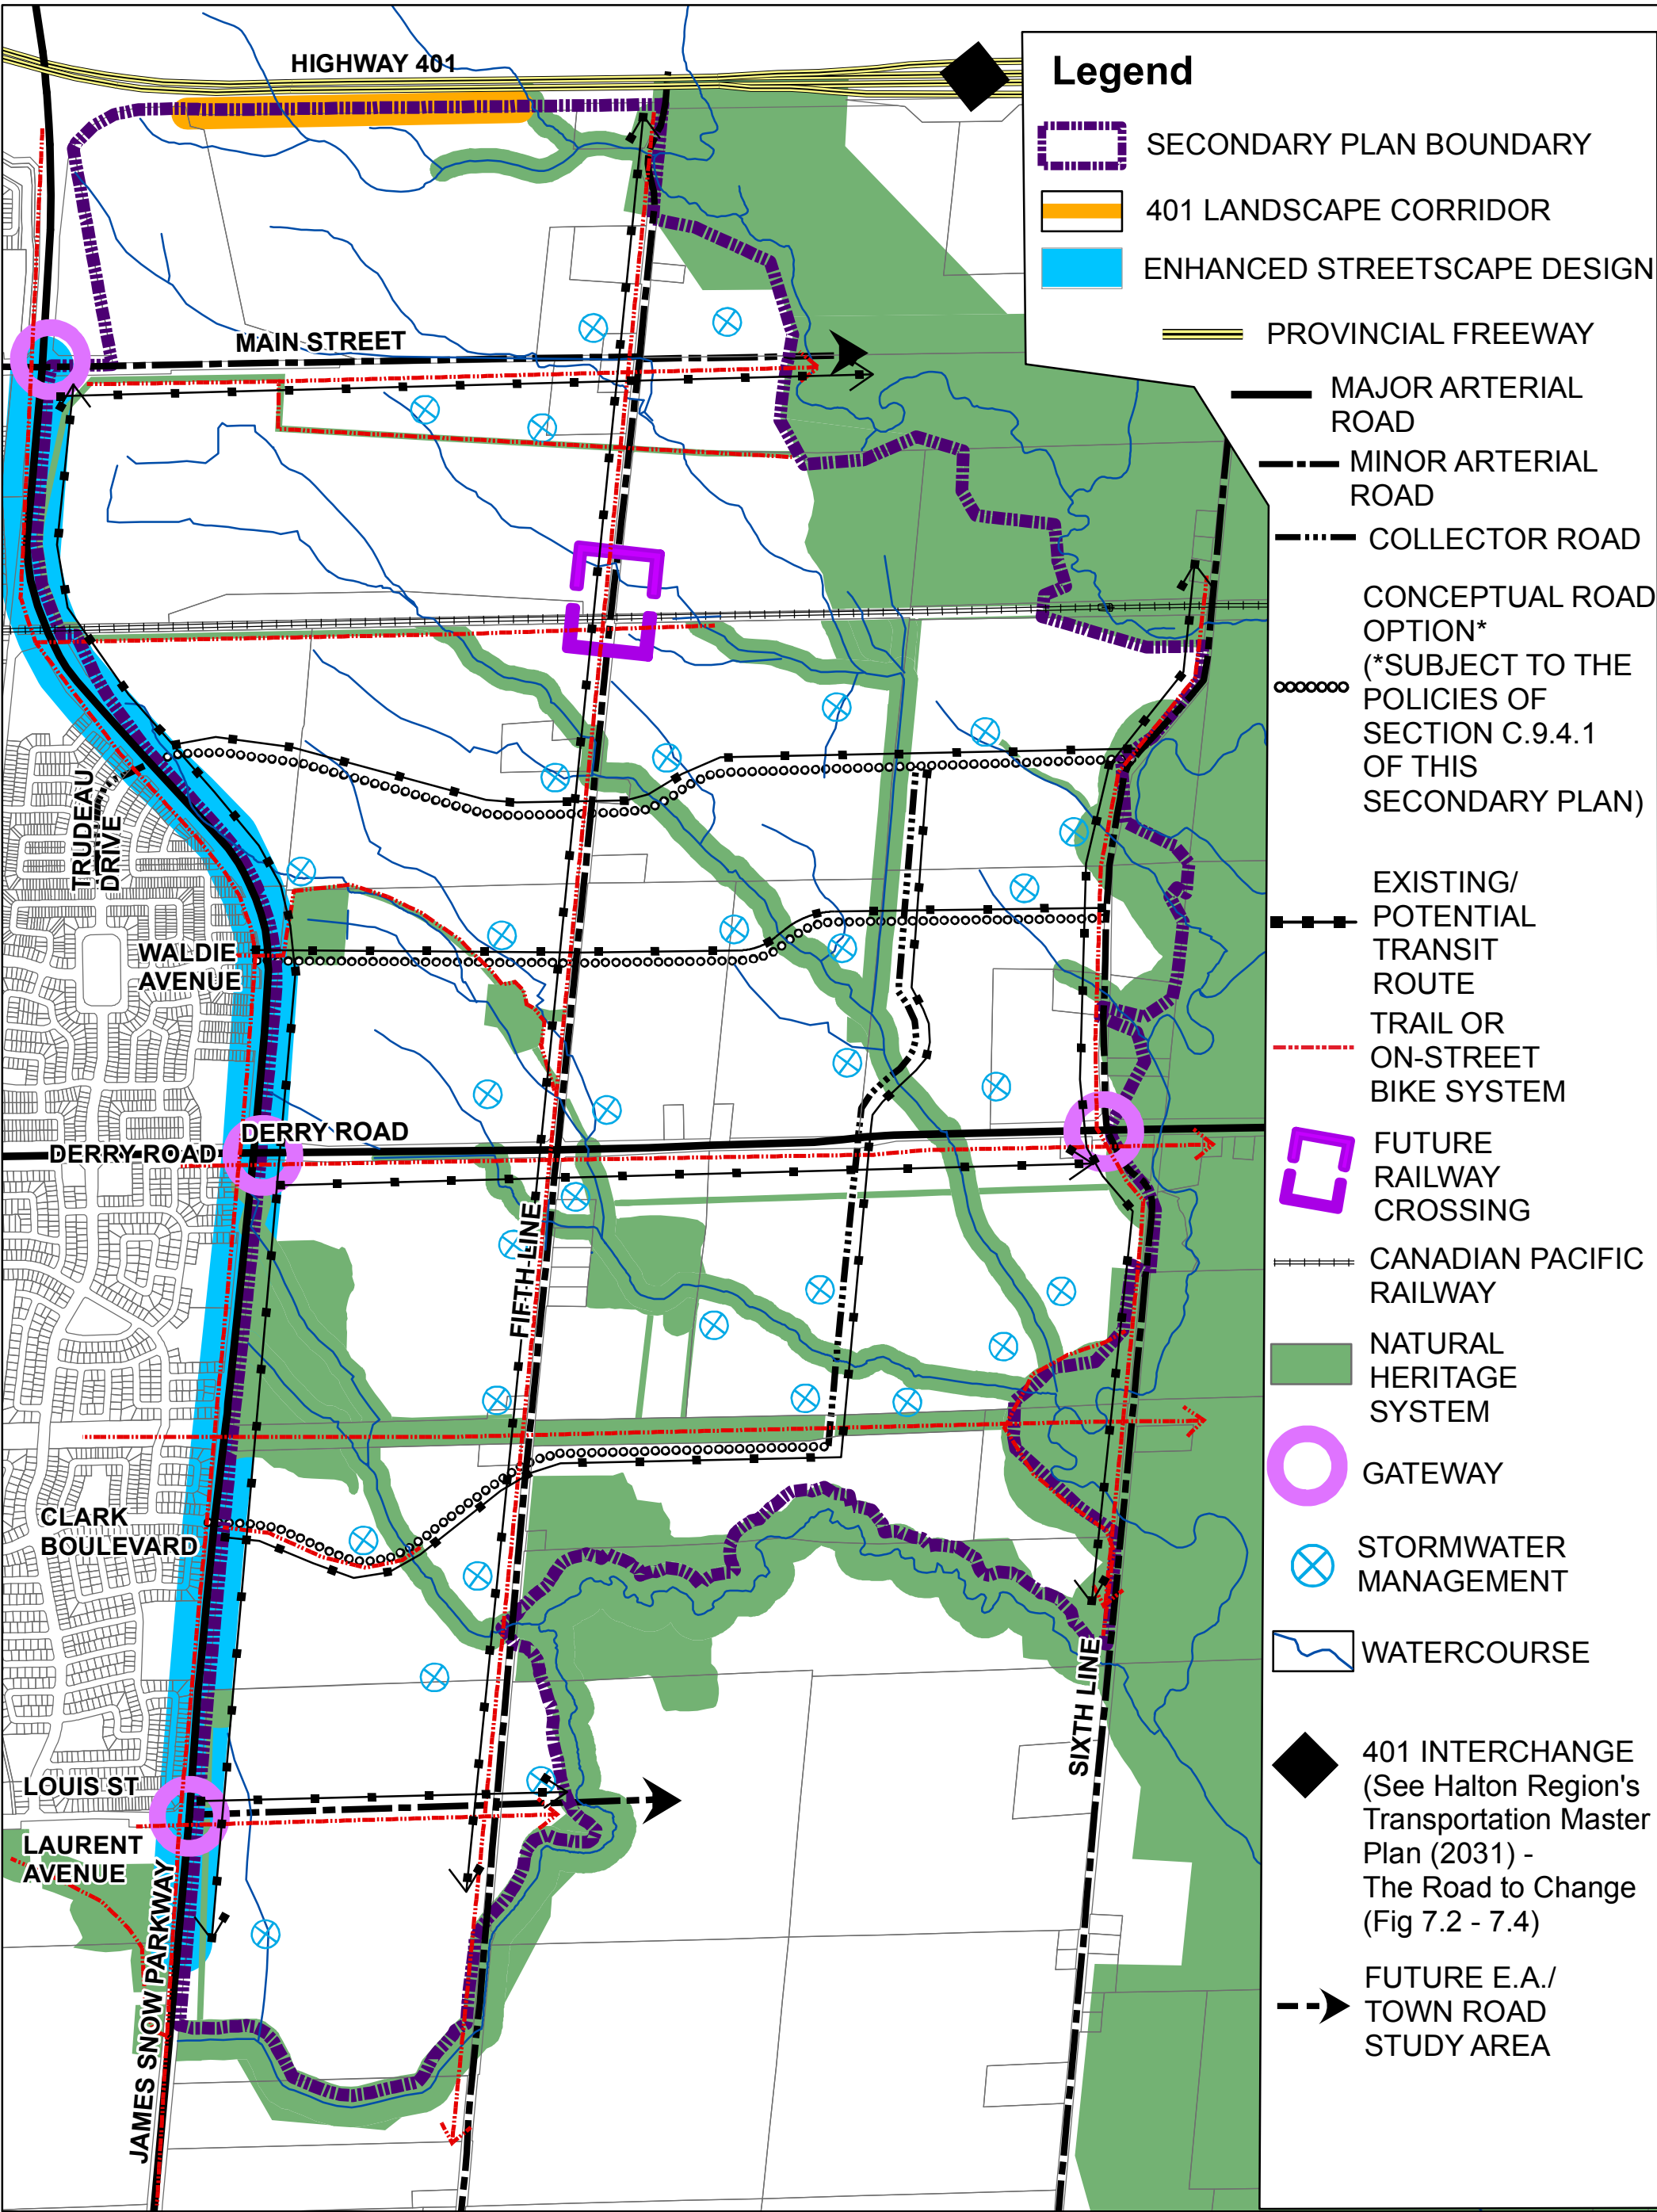 HIGHWAY 401
MAIN STREET
TRUDEAU
DRIVE
WALDIE
AVENUE
DERRY ROAD
DERRY ROAD
FIFTH LINE
CLARK
BOULEVARD
SIXTH LINE
LOUIS ST
LAURENT
AVENUE
JAMES SNOW PARKWAY
Legend
SECONDARY PLAN BOUNDARY
401 LANDSCAPE CORRIDOR
ENHANCED STREETSCAPE DESIGN
PROVINCIAL FREEWAY
MAJOR ARTERIAL
ROAD
MINOR ARTERIAL
ROAD
COLLECTOR ROAD
CONCEPTUAL ROAD
OPTION*
(*SUBJECT TO THE
POLICIES OF
SECTION C.9.4.1
OF THIS
SECONDARY PLAN)
EXISTING/
POTENTIAL
TRANSIT
ROUTE
TRAIL OR
ON-STREET
BIKE SYSTEM
FUTURE
RAILWAY
CROSSING
CANADIAN PACIFIC
RAILWAY
NATURAL
HERITAGE
SYSTEM
GATEWAY
STORMWATER
MANAGEMENT
WATERCOURSE
401 INTERCHANGE
(See Halton Region's
Transportation Master
Plan (2031) -
The Road to Change
(Fig 7.2 - 7.4)
FUTURE E.A./
TOWN ROAD
STUDY AREA